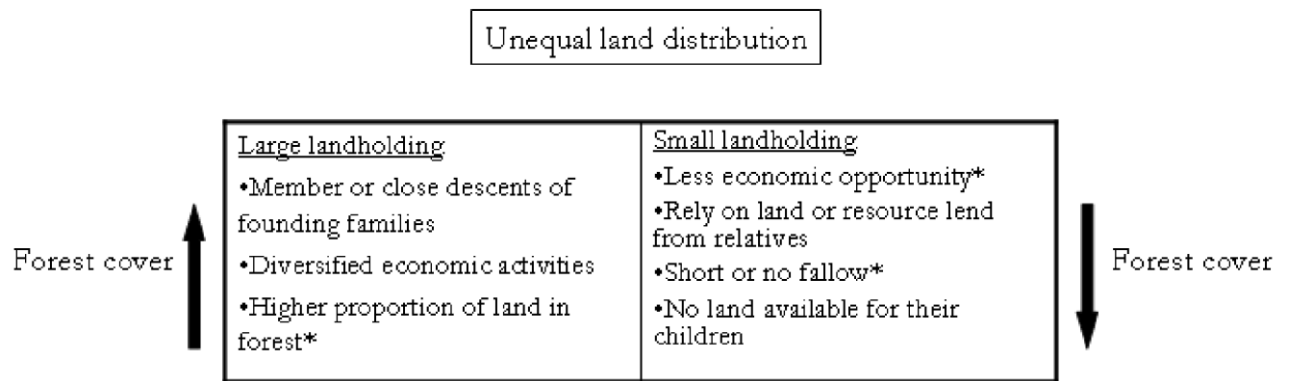 Unequal land distribution
Forest cover
Large landholding
•Member or close descents of
founding families
•Diversified economic activities
•Higher proportion of land in
forest*
Small landholding
•Less economic opportunity*
•Rely on land or resource lend
from relatives
•Short or no fallow*
•No land available for their
children
Forest cover